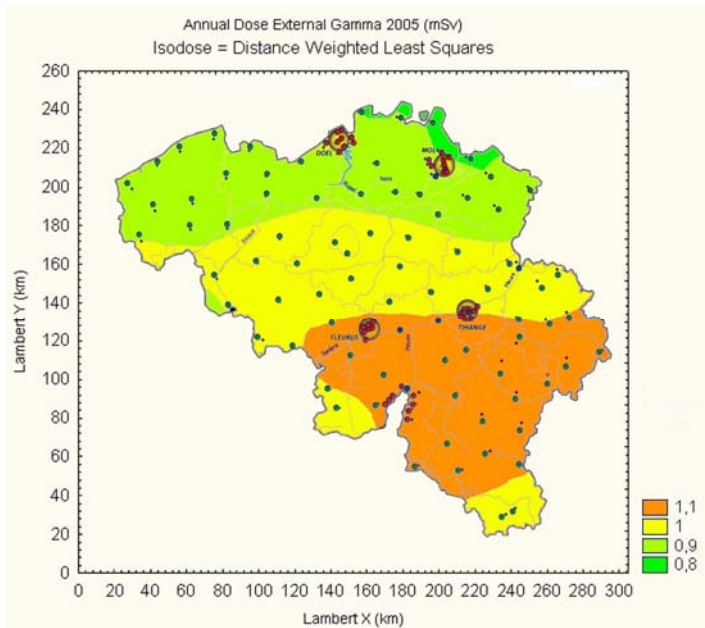 Annual Dose External Gamma 2005 (mSv)
Isodose = Distance Weighted Least Squares
260
240
220
200
180
160
140
120
100
80
60
40
20
0
Lambert Y (km)
DOEL
MOL
FLEURUS
TIHANGE
1,1
1
0,9
0,8
0 20 40 60 80 100 120 140 160 180 200 220 240 260 280 300
Lambert X (km)